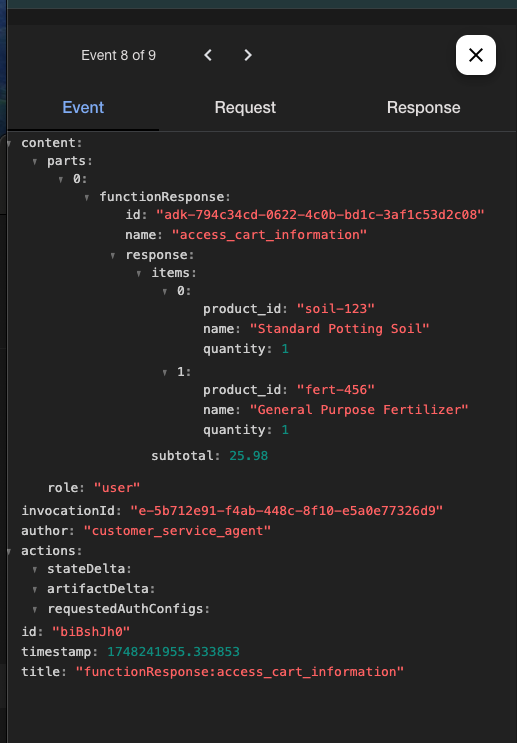 Event 8 of 9
Event Request Response
content:
parts:
0:
functionResponse:
id: "adk-794c34cd-0622-4c0b-bd1c-3af1c53d2c08"
name: "access_cart_information"
response:
items:
0:
product_id: "soil-123"
name: "Standard Potting Soil"
quantity: 1
1:
product_id: "fert-456"
name: "General Purpose Fertilizer"
quantity: 1
subtotal: 25.98
role: "user"
invocationId: "e-5b712e91-f4ab-448c-8f10-e5a0e77326d9"
author: "customer_service_agent"
actions:
stateDelta:
artifactDelta:
requestedAuthConfigs:
id: "biBshJh0"
timestamp: 1748241955.333853
title: "functionResponse:access_cart_information"